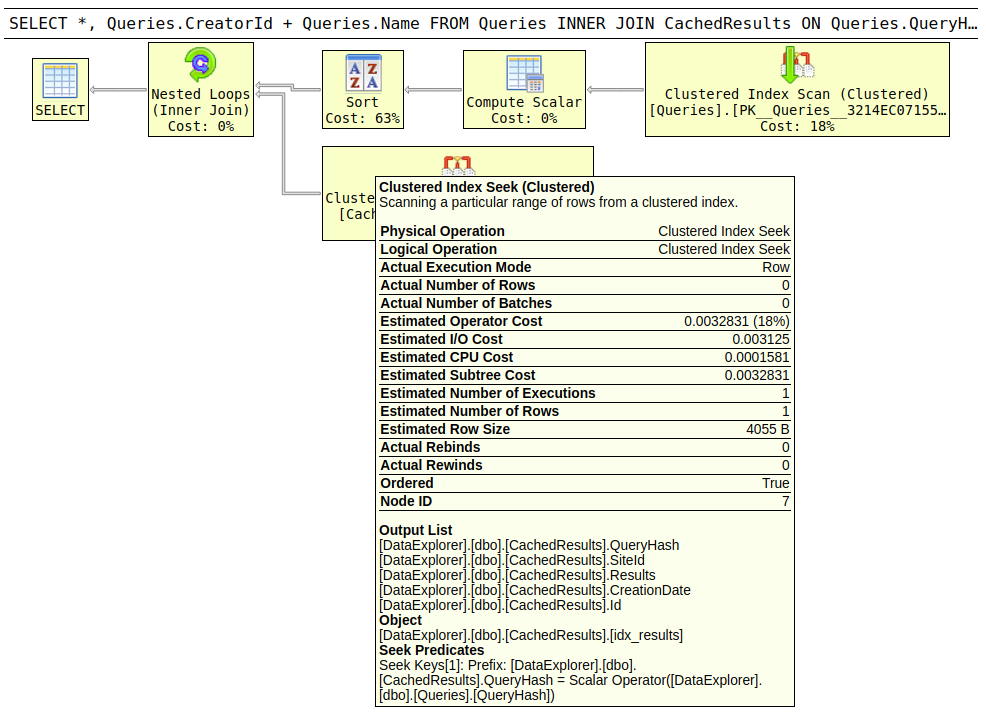 SELECT *, Queries.CreatorId + Queries.Name FROM Queries INNER JOIN CachedResults ON Queries.QueryH…
SELECT
Nested Loops
(Inner Join)
Cost: 0%
Sort
Cost: 63%
Compute Scalar
Cost: 0%
Clustered Index Scan (Clustered)
[Queries].[PK__Queries__3214EC07155…
Cost: 18%
Cluste
[Cach
Clustered Index Seek (Clustered)
Scanning a particular range of rows from a clustered index.
Physical Operation Clustered Index Seek
Logical Operation Clustered Index Seek
Actual Execution Mode Row
Actual Number of Rows 0
Actual Number of Batches 0
Estimated Operator Cost 0.0032831 (18%)
Estimated I/O Cost 0.003125
Estimated CPU Cost 0.0001581
Estimated Subtree Cost 0.0032831
Estimated Number of Executions 1
Estimated Number of Rows 1
Estimated Row Size 4055 B
Actual Rebinds 0
Actual Rewinds 0
Ordered True
Node ID 7
Output List
[DataExplorer].[dbo].[CachedResults].QueryHash
[DataExplorer].[dbo].[CachedResults].SiteId
[DataExplorer].[dbo].[CachedResults].Results
[DataExplorer].[dbo].[CachedResults].CreationDate
[DataExplorer].[dbo].[CachedResults].Id
Object
[DataExplorer].[dbo].[CachedResults].[idx_results]
Seek Predicates
Seek Keys[1]: Prefix: [DataExplorer].[dbo].
[CachedResults].QueryHash = Scalar Operator([DataExplorer].
[dbo].[Queries].[QueryHash])